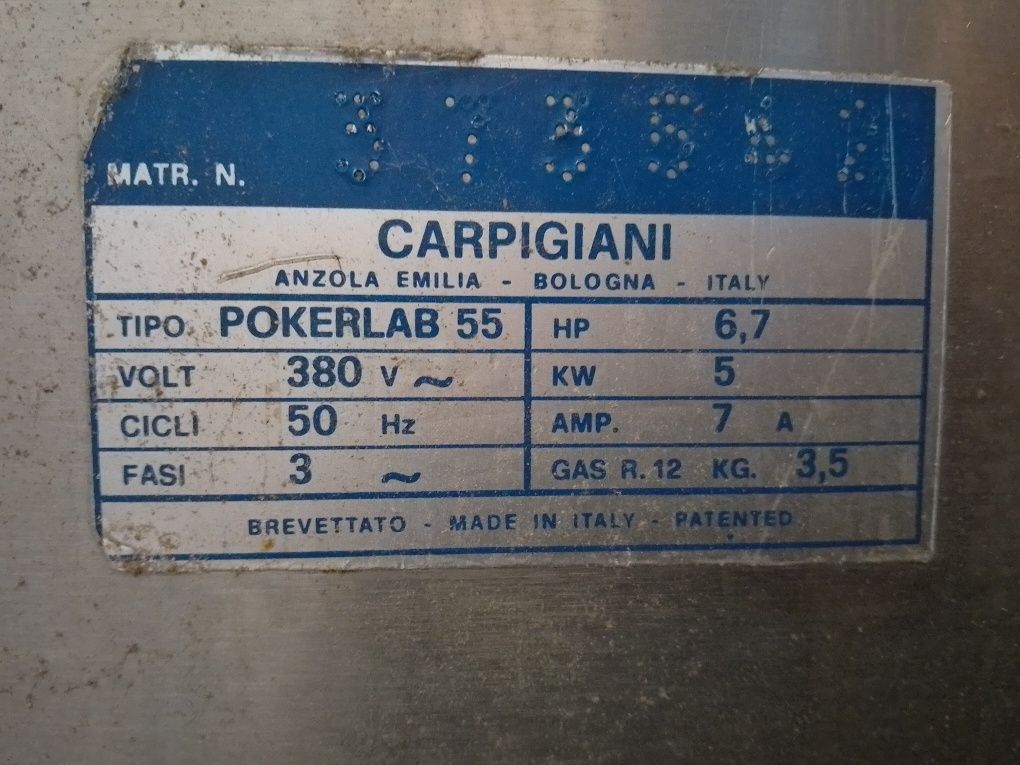 MATR. N.
CARPIGIANI
ANZOLA EMILIA - BOLOGNA - ITALY
TIPO POKERLAB 55 HP 6,7
VOLT 380 V ~ KW 5
CICLI 50 Hz AMP. 7 A
FASI 3 ~ GAS R.12 KG. 3,5
BREVETTATO - MADE IN ITALY - PATENTED